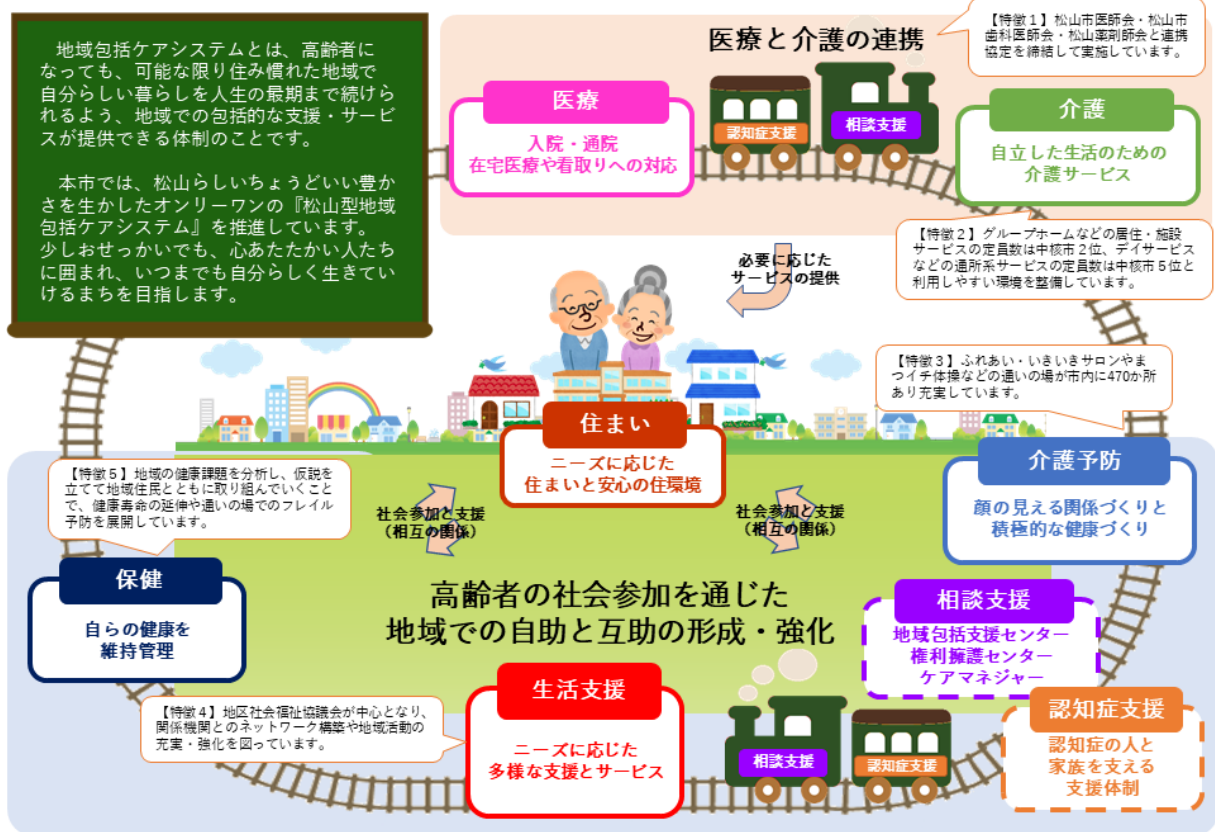 地域包括ケアシステムとは、高齢者に
なっても、可能な限り住み慣れた地域で
自分らしい暮らしを人生の最期まで続けら
れるよう、地域での包括的な支援・サービ
スが提供できる体制のことです。
本市では、松山らしいちょうどいい豊か
さを生かしたオンリーワンの『松山型地域
包括ケアシステム』を推進しています。
少しおせっかいでも、心あたたかい人たち
に囲まれ、いつまでも自分らしく生きてい
けるまちを目指します。
医療と介護の連携
【特徴１】松山市医師会・松山市
歯科医師会・松山薬剤師会と連携
協定を締結して実施しています。
医療
入院・通院
在宅医療や看取りへの対応
認知症支援
相談支援
介護
自立した生活のための
介護サービス
【特徴２】グループホームなどの居住・施設
サービスの定員数は中核市２位、デイサービス
などの通所系サービスの定員数は中核市５位と
利用しやすい環境を整備しています。
必要に応じた
サービスの提供
【特徴３】ふれあい・いきいきサロンやま
つイチ体操などの通いの場が市内に470か所
あり充実しています。
住まい
ニーズに応じた
住まいと安心の住環境
介護予防
顔の見える関係づくりと
積極的な健康づくり
【特徴５】地域の健康課題を分析し、仮説を
立てて地域住民とともに取り組んでいくこと
で、健康寿命の延伸や通いの場でのフレイル
予防を展開しています。
社会参加と支援
（相互の関係）
社会参加と支援
（相互の関係）
保健
自らの健康を
維持管理
高齢者の社会参加を通じた
地域での自助と互助の形成・強化
相談支援
地域包括支援センター
権利擁護センター
ケアマネジャー
生活支援
ニーズに応じた
多様な支援とサービス
【特徴４】地区社会福祉協議会が中心となり、
関係機関とのネットワーク構築や地域活動の
充実・強化を図っています。
相談支援
認知症支援
認知症支援
認知症の人と
家族を支える
支援体制